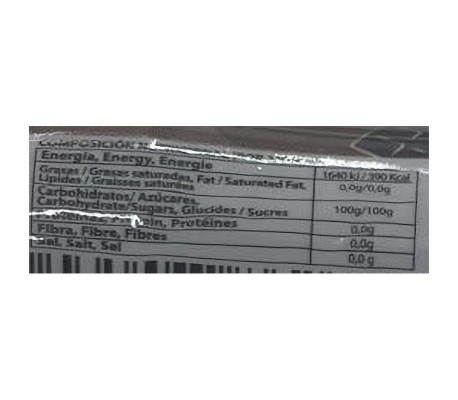 COMPOSICIÓN
Energía, Energy, Energie 1640 kJ / 390 Kcal
Grasas / Grasas saturadas, Fat / Saturated Fat,
Lipides / Graisses saturées 0,0g/0,0g
Carbohidratos/ Azúcares,
Carbohydrate/Sugars, Glucides / Sucres 100g/100g
Protéines 0,0g
Fibra, Fibre, Fibres 0,0g
Sal, Salt, Sel 0,0 g